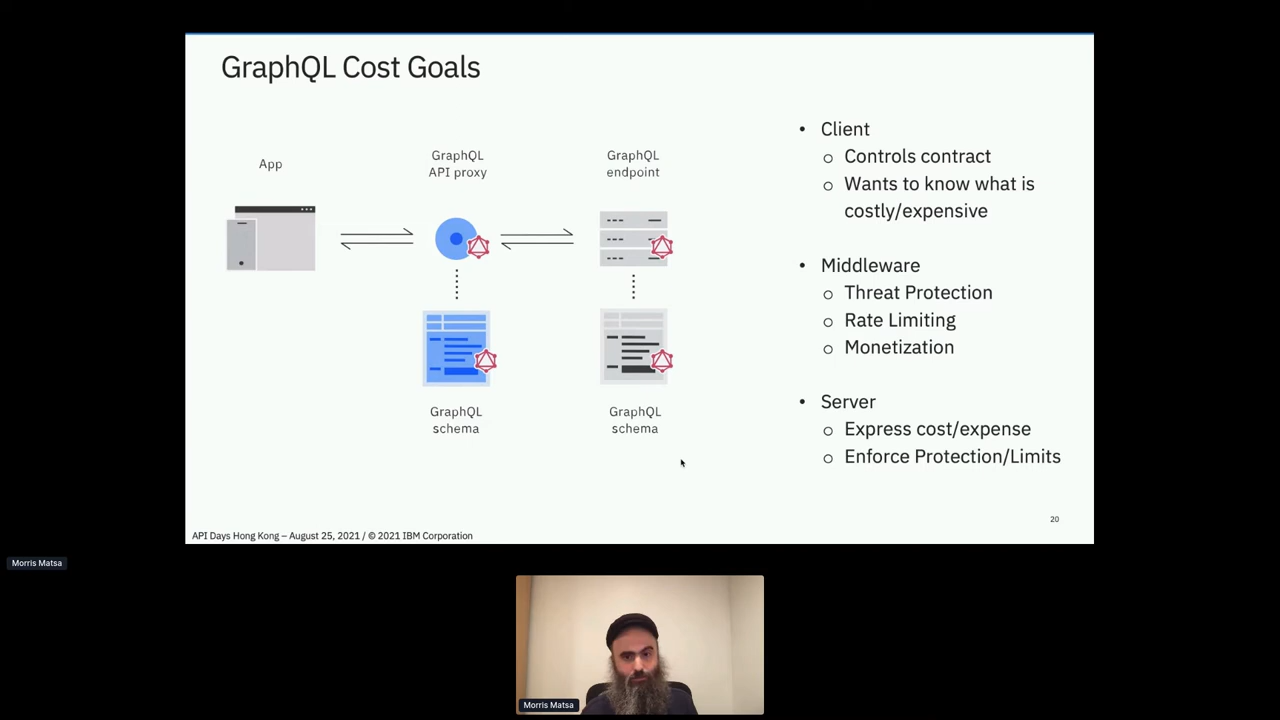 GraphQL Cost Goals
App
GraphQL
API proxy
GraphQL
endpoint
GraphQL
schema
GraphQL
schema
• Client
o Controls contract
o Wants to know what is
costly/expensive
• Middleware
o Threat Protection
o Rate Limiting
o Monetization
• Server
o Express cost/expense
o Enforce Protection/Limits
20
API Days Hong Kong – August 25, 2021 / © 2021 IBM Corporation
Morris Matsa
Morris Matsa